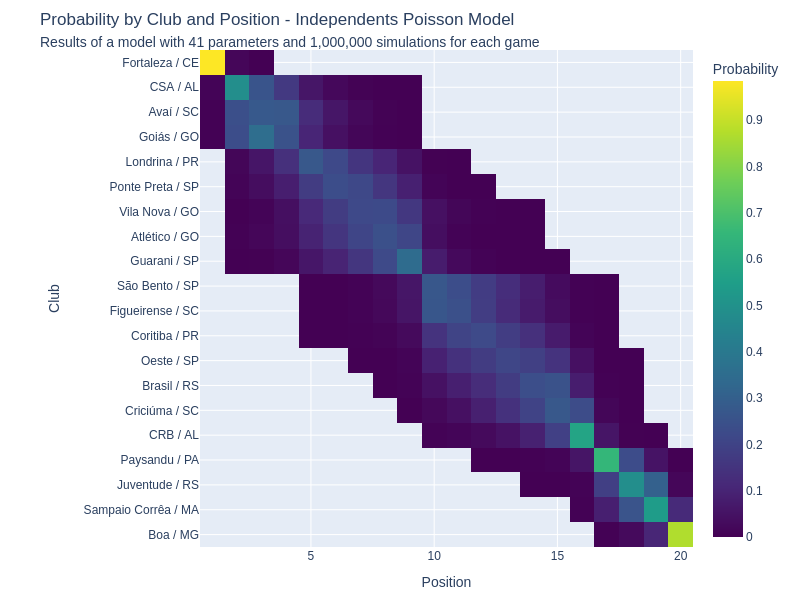 Probability by Club and Position - Independents Poisson Model
Results of a model with 41 parameters and 1,000,000 simulations for each game
Probability
Fortaleza / CE
CSA / AL
Avaí / SC
Goiás / GO
Londrina / PR
Ponte Preta / SP
Vila Nova / GO
Atlético / GO
Guarani / SP
São Bento / SP
Figueirense / SC
Coritiba / PR
Oeste / SP
Brasil / RS
Criciúma / SC
CRB / AL
Paysandu / PA
Juventude / RS
Sampaio Corrêa / MA
Boa / MG
Club
5
10
15
20
Position
0.9
0.8
0.7
0.6
0.5
0.4
0.3
0.2
0.1
0